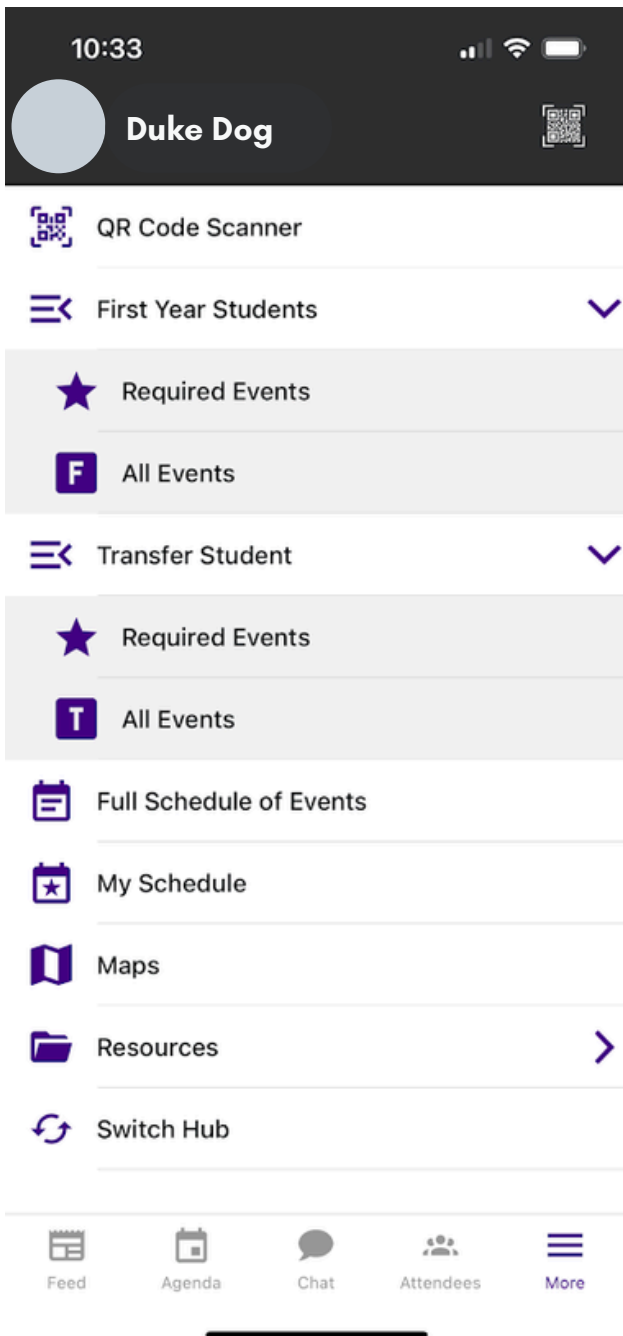 10:33
Duke Dog
QR Code Scanner
First Year Students
Required Events
F All Events
Transfer Student
Required Events
T All Events
Full Schedule of Events
My Schedule
Maps
Resources
Switch Hub
Feed Agenda Chat Attendees More